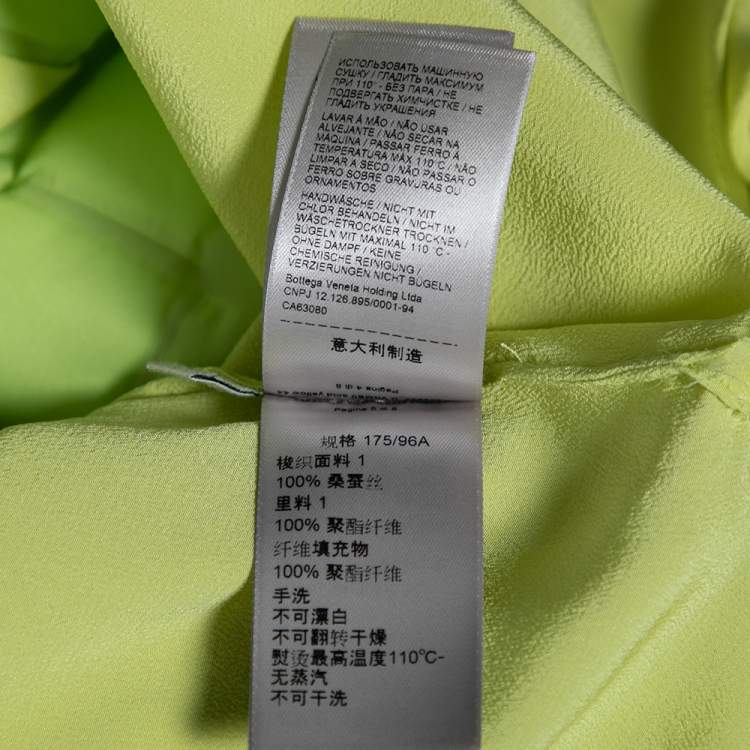 ИСПОЛЬЗОВАТЬ МАШИННУЮ
СУШКУ / ГЛАДИТЬ МАКСИМУМ
ПРИ 110° - БЕЗ ПАРА / НЕ
ПОДВЕРГАТЬ ХИМЧИСТКЕ / НЕ
ГЛАДИТЬ УКРАШЕНИЯ
LAVAR À MÃO / NÃO USAR
ALVEJANTE / NÃO SECAR NA
MÁQUINA / PASSAR FERRO À
TEMPERATURA MÁX 110°C / NÃO
LIMPAR A SECO / NÃO PASSAR O
FERRO SOBRE GRAVURAS OU
ORNAMENTOS
HANDWÄSCHE / NICHT MIT
CHLOR BEHANDELN / NICHT IM
WÄSCHETROCKNER TROCKNEN /
BÜGELN MIT MAXIMAL 110 °C -
OHNE DAMPF / KEINE
CHEMISCHE REINIGUNG /
VERZIERUNGEN NICHT BÜGELN
Bottega Veneta Holding Ltda
CNPJ 12.126.895/0001-94
CA63080
意大利制造
Pagina 4 di 8
规格 175/96A
梭织面料 1
100% 桑蚕丝
里料 1
100% 聚酯纤维
纤维填充物
100% 聚酯纤维
手洗
不可漂白
不可翻转干燥
熨烫最高温度110℃-
无蒸汽
不可干洗